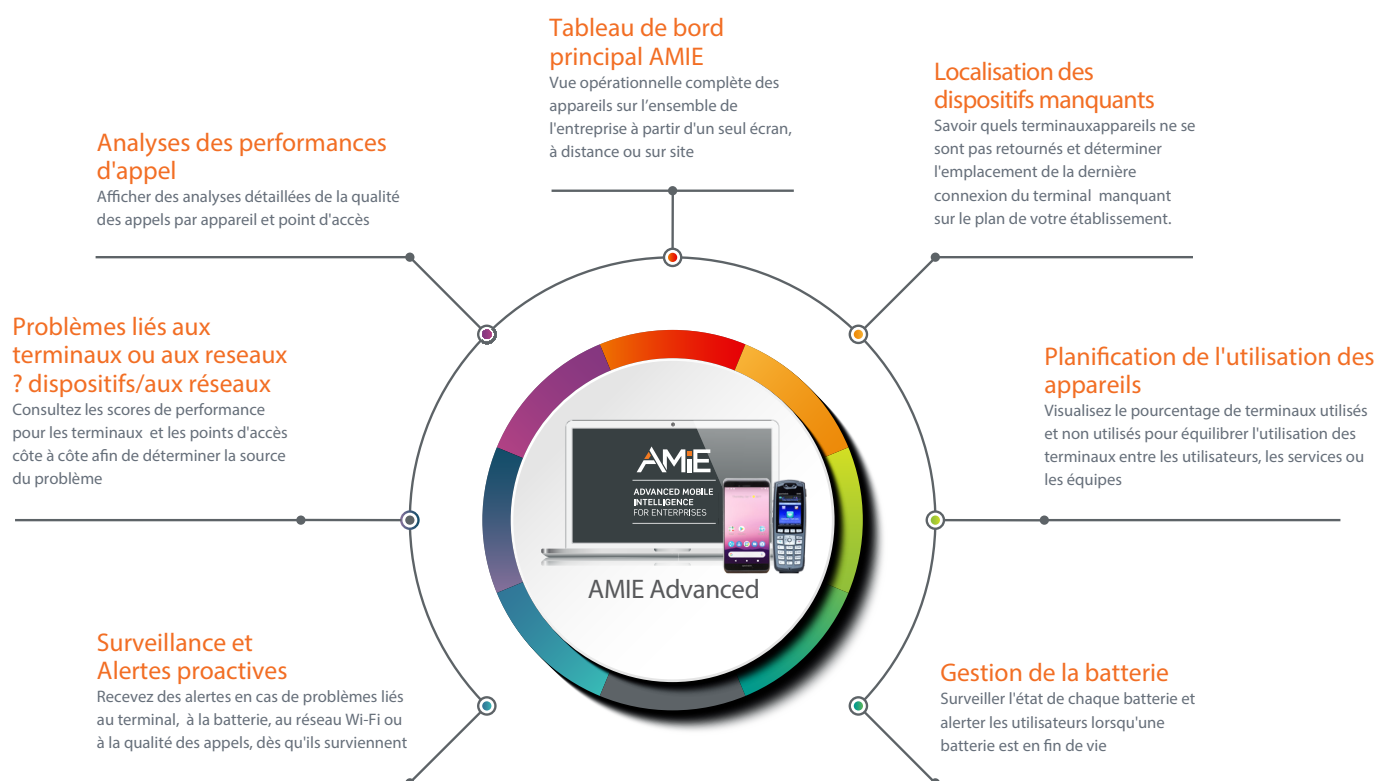 Tableau de bord
principal AMIE
Vue opérationnelle complète des
appareils sur l'ensemble de
l'entreprise à partir d'un seul écran,
à distance ou sur site
Localisation des
dispositifs manquants
Savoir quels terminauxappareils ne se
sont pas retournés et déterminer
l'emplacement de la dernière
connexion du terminal manquant
sur le plan de votre établissement.
Analyses des performances
d'appel
Afficher des analyses détaillées de la qualité
des appels par appareil et point d'accès
Problèmes liés aux
terminaux ou aux reseaux
? dispositifs/aux réseaux
Consultez les scores de performance
pour les terminaux et les points d'accès
côte à côte afin de déterminer la source
du problème
Planification de l'utilisation des
appareils
Visualisez le pourcentage de terminaux utilisés
et non utilisés pour équilibrer l'utilisation des
terminaux entre les utilisateurs, les services ou
les équipes
AMiE
ADVANCED MOBILE
INTELLIGENCE
FOR ENTERPRISES
AMIE Advanced
Surveillance et
Alertes proactives
Recevez des alertes en cas de problèmes liés
au terminal, à la batterie, au réseau Wi-Fi ou
à la qualité des appels, dès qu'ils surviennent
Gestion de la batterie
Surveiller l'état de chaque batterie et
alerter les utilisateurs lorsqu'une
batterie est en fin de vie